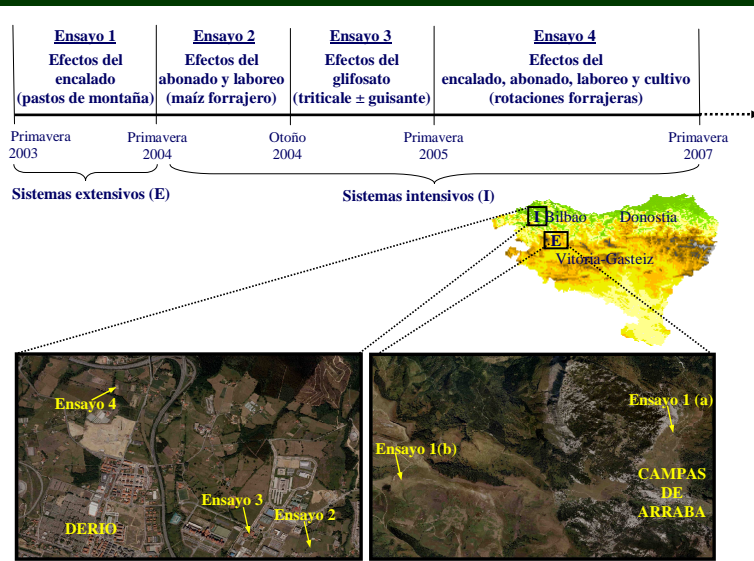 Ensayo 1
Efectos del
encalado
(pastos de montaña)
Ensayo 2
Efectos del
abonado y laboreo
(maíz forrajero)
Ensayo 3
Efectos del
glifosato
(triticale ± guisante)
Ensayo 4
Efectos del
encalado, abonado, laboreo y cultivo
(rotaciones forrajeras)
Primavera
2003
Primavera
2004
Otoño
2004
Primavera
2005
Primavera
2007
Sistemas extensivos (E)
Sistemas intensivos (I)
I Bilbao
Donostia
E
Vitoria-Gasteiz
Ensayo 4
Ensayo 3
Ensayo 2
DERIO
Ensayo 1 (a)
Ensayo 1(b)
CAMPAS
DE
ARRABA